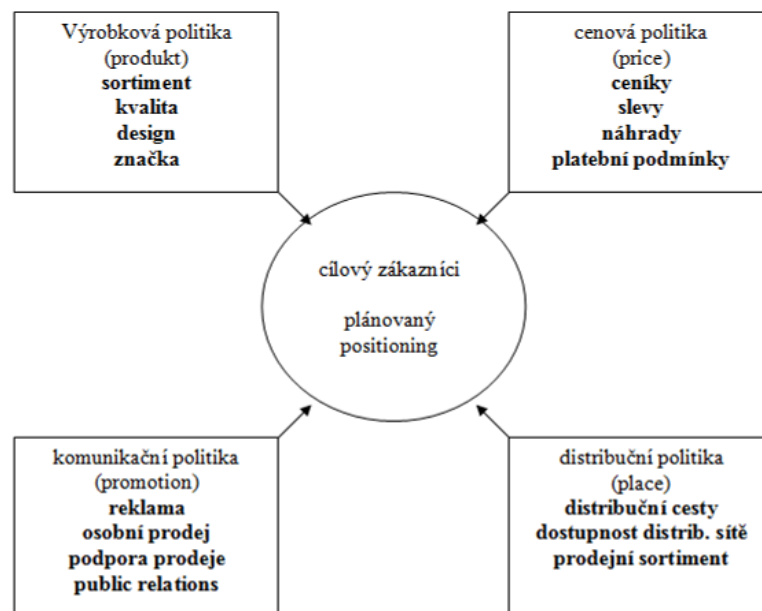 Výrobková politika
(produkt)
sortiment
kvalita
design
značka
cenová politika
(price)
ceníky
slevy
náhrady
platební podmínky
cílový zákazníci
plánovaný
positioning
komunikační politika
(promotion)
reklama
osobní prodej
podpora prodeje
public relations
distribuční politika
(place)
distribuční cesty
dostupnost distrib. sítě
prodejní sortiment